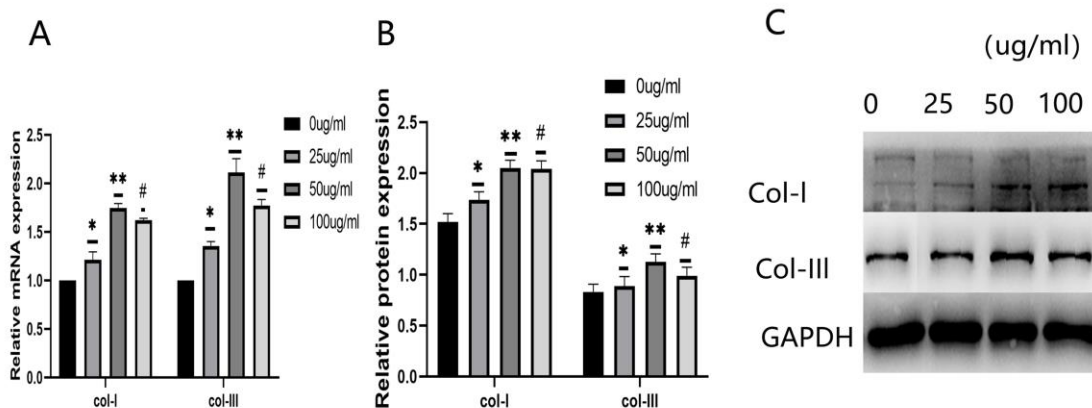 A
Relative mRNA expression
2.5
2.0
1.5
1.0
0.5
0.0
*
**
#
*
**
#
col-I
col-III
0ug/ml
25ug/ml
50ug/ml
100ug/ml
B
Relative protein expression
2.5
2.0
1.5
1.0
0.5
0.0
*
**
#
*
**
#
col-I
col-III
0ug/ml
25ug/ml
50ug/ml
100ug/ml
C
(ug/ml)
0 25 50 100
Col-I
Col-III
GAPDH